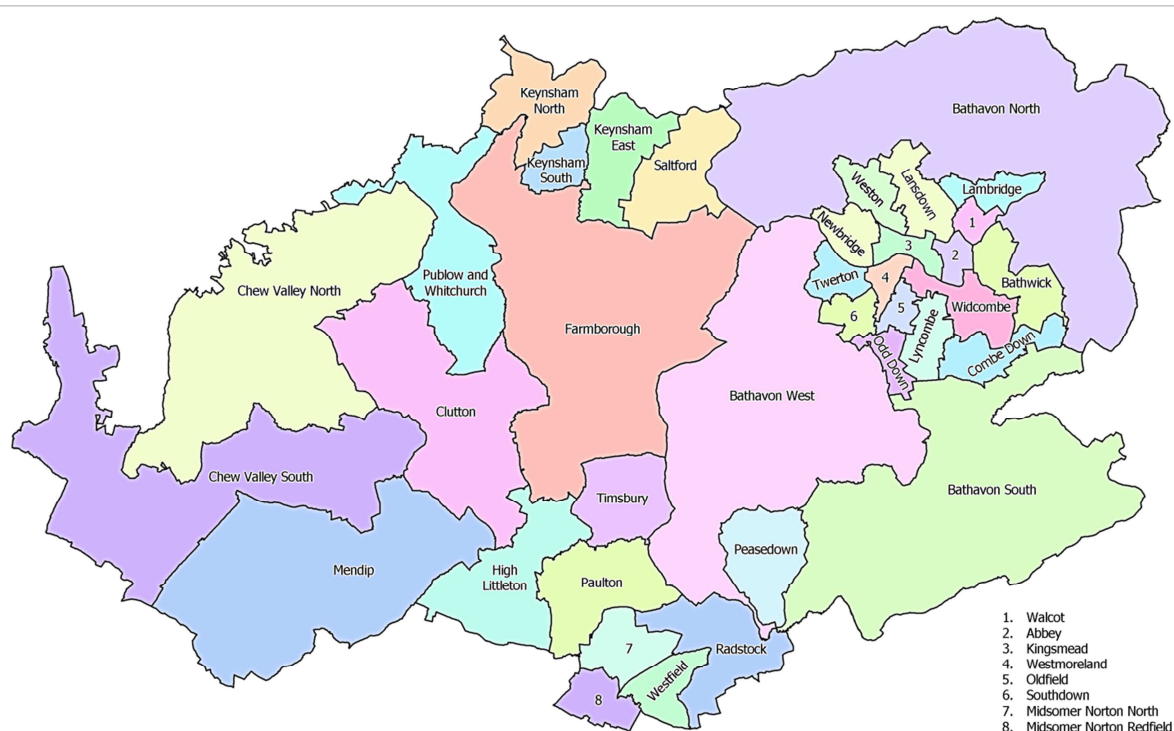 Keynsham
North
Bathavon North
Keynsham
East
Keynsham
South
Saltford
Weston
Lansdown
Lambridge
1
Newbridge
3
2
Publow and
Whitchurch
Chew Valley North
Twerton
4
Bathwick
5
Widcombe
6
Farmborough
Lyncombe
Odd Down
Combe Down
Bathavon West
Clutton
Chew Valley South
Timsbury
Bathavon South
Peasedown
Mendip
High
Littleton
Paulton
7
Radstock
Westfield
8
1. Walcot
2. Abbey
3. Kingsmead
4. Westmoreland
5. Oldfield
6. Southdown
7. Midsomer Norton North
8. Midsomer Norton Redfield